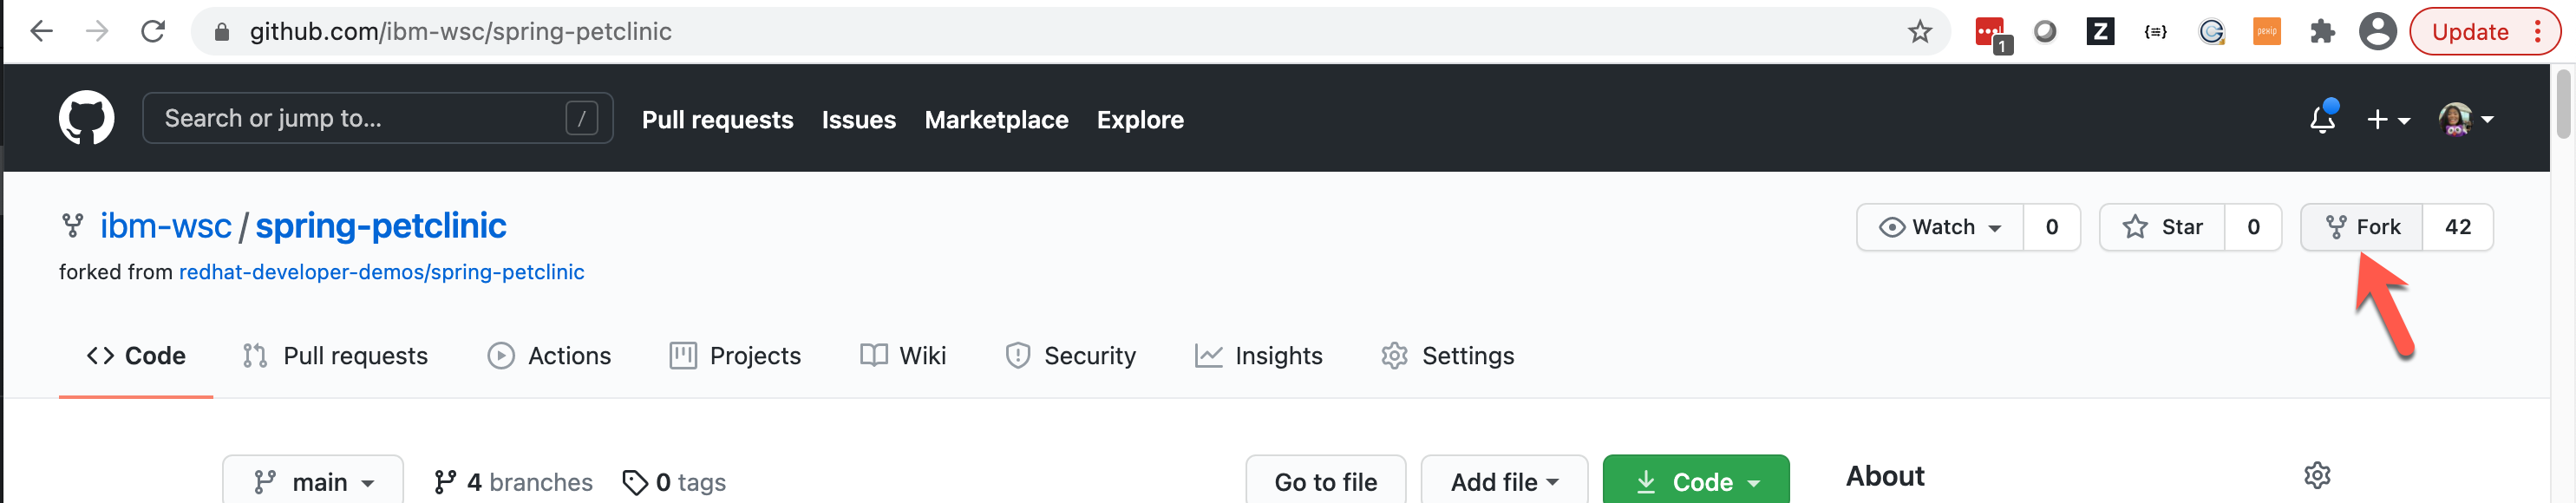 github.com/ibm-wsc/spring-petclinic
1
Z
{≡}
G
pexip
Update
Search or jump to...
/
Pull requests
Issues
Marketplace
Explore
ibm-wsc / spring-petclinic
Watch 0
Star 0
Fork 42
forked from redhat-developer-demos/spring-petclinic
Code
Pull requests
Actions
Projects
Wiki
Security
Insights
Settings
main
4 branches
0 tags
Go to file
Add file
Code
About